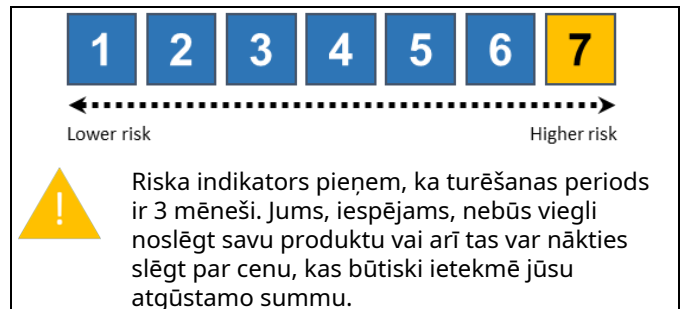 1 2 3 4 5 6 7
Lower risk Higher risk
! Riska indikators pieņem, ka turēšanas periods
ir 3 mēneši. Jums, iespējams, nebūs viegli
noslēgt savu produktu vai arī tas var nākties
slēgt par cenu, kas būtiski ietekmē jūsu
atgūstamo summu.